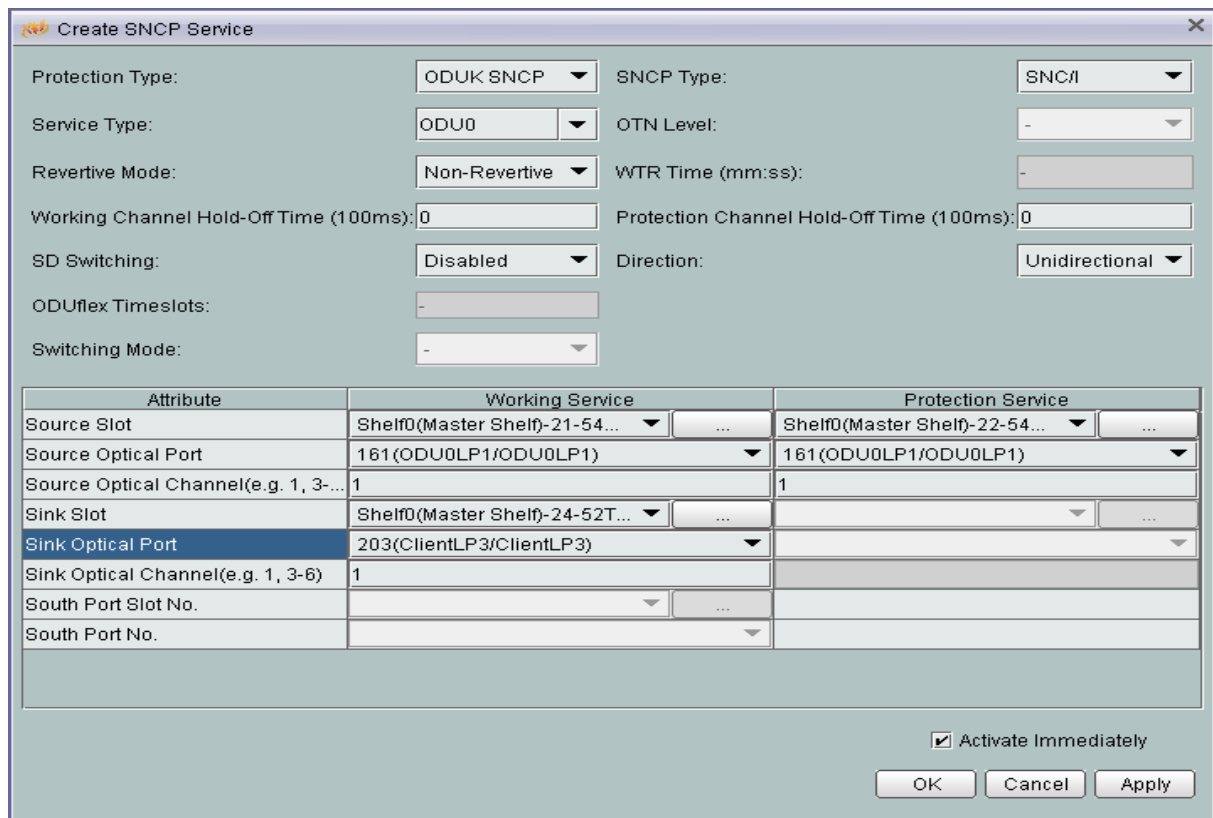 Create SNCP Service
Protection Type: ODUK SNCP SNCP Type: SNC/I
Service Type: ODU0 OTN Level: -
Revertive Mode: Non-Revertive WTR Time (mm:ss): -
Working Channel Hold-Off Time (100ms): 0 Protection Channel Hold-Off Time (100ms): 0
SD Switching: Disabled Direction: Unidirectional
ODUflex Timeslots: -
Switching Mode: -
Attribute Working Service Protection Service
Source Slot Shelf0(Master Shelf)-21-54... ... Shelf0(Master Shelf)-22-54... ...
Source Optical Port 161(ODU0LP1/ODU0LP1) 161(ODU0LP1/ODU0LP1)
Source Optical Channel(e.g. 1, 3-... 1 1
Sink Slot Shelf0(Master Shelf)-24-52T... ... ...
Sink Optical Port 203(ClientLP3/ClientLP3)
Sink Optical Channel(e.g. 1, 3-6) 1
South Port Slot No. ...
South Port No.
Activate Immediately
OK Cancel Apply